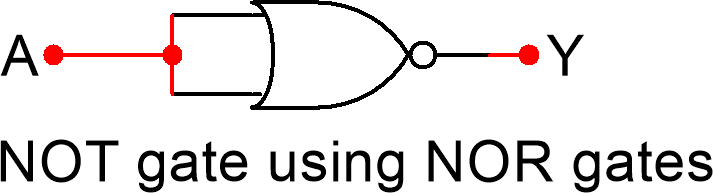 A Y
NOT gate using NOR gates